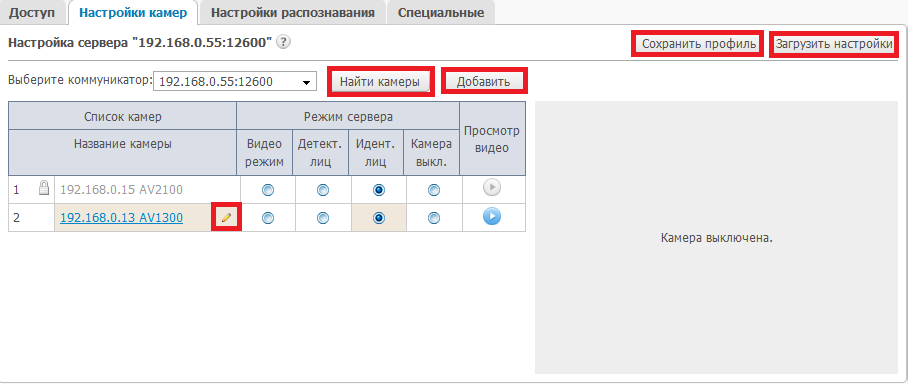 Доступ Настройки камер Настройки распознавания Специальные
Настройка сервера "192.168.0.55:12600" ? Сохранить профиль Загрузить настройки
Выберите коммуникатор: 192.168.0.55:12600 Найти камеры Добавить
Список камер Режим сервера Просмотр видео
Название камеры Видео режим Детект. лиц Идент. лиц Камера выкл.
1 192.168.0.15 AV2100
2 192.168.0.13 AV1300
Камера выключена.